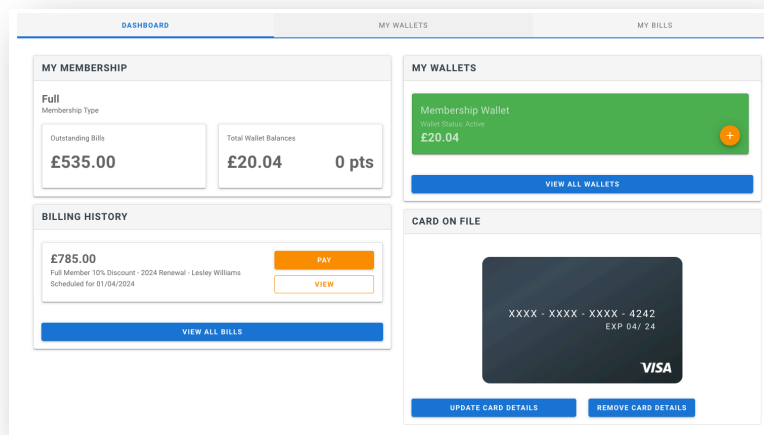 DASHBOARD
MY WALLETS
MY BILLS
MY MEMBERSHIP
Full
Membership Type
Outstanding Bills
£535.00
Total Wallet Balances
£20.04 0 pts
BILLING HISTORY
£785.00
Full Member 10% Discount - 2024 Renewal - Lesley Williams
Scheduled for 01/04/2024
PAY
VIEW
VIEW ALL BILLS
MY WALLETS
Membership Wallet
Wallet Status: Active
£20.04
+
VIEW ALL WALLETS
CARD ON FILE
XXXX - XXXX - XXXX - 4242
EXP 04/ 24
VISA
UPDATE CARD DETAILS
REMOVE CARD DETAILS